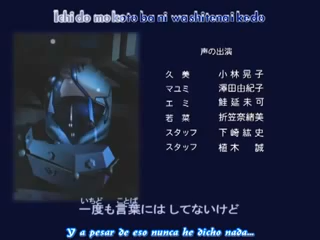 Ichi do mo koto ba ni wa shitenai kedo
声の出演
久美 小林晃子
マユミ 澤田由紀子
エミ 鮭延未可
若菜 折笠奈緒美
スタッフ 下崎紘史
スタッフ 植木 誠
いちど ことば
一度も言葉には してないけど
Y a pesar de eso nunca he dicho nada...